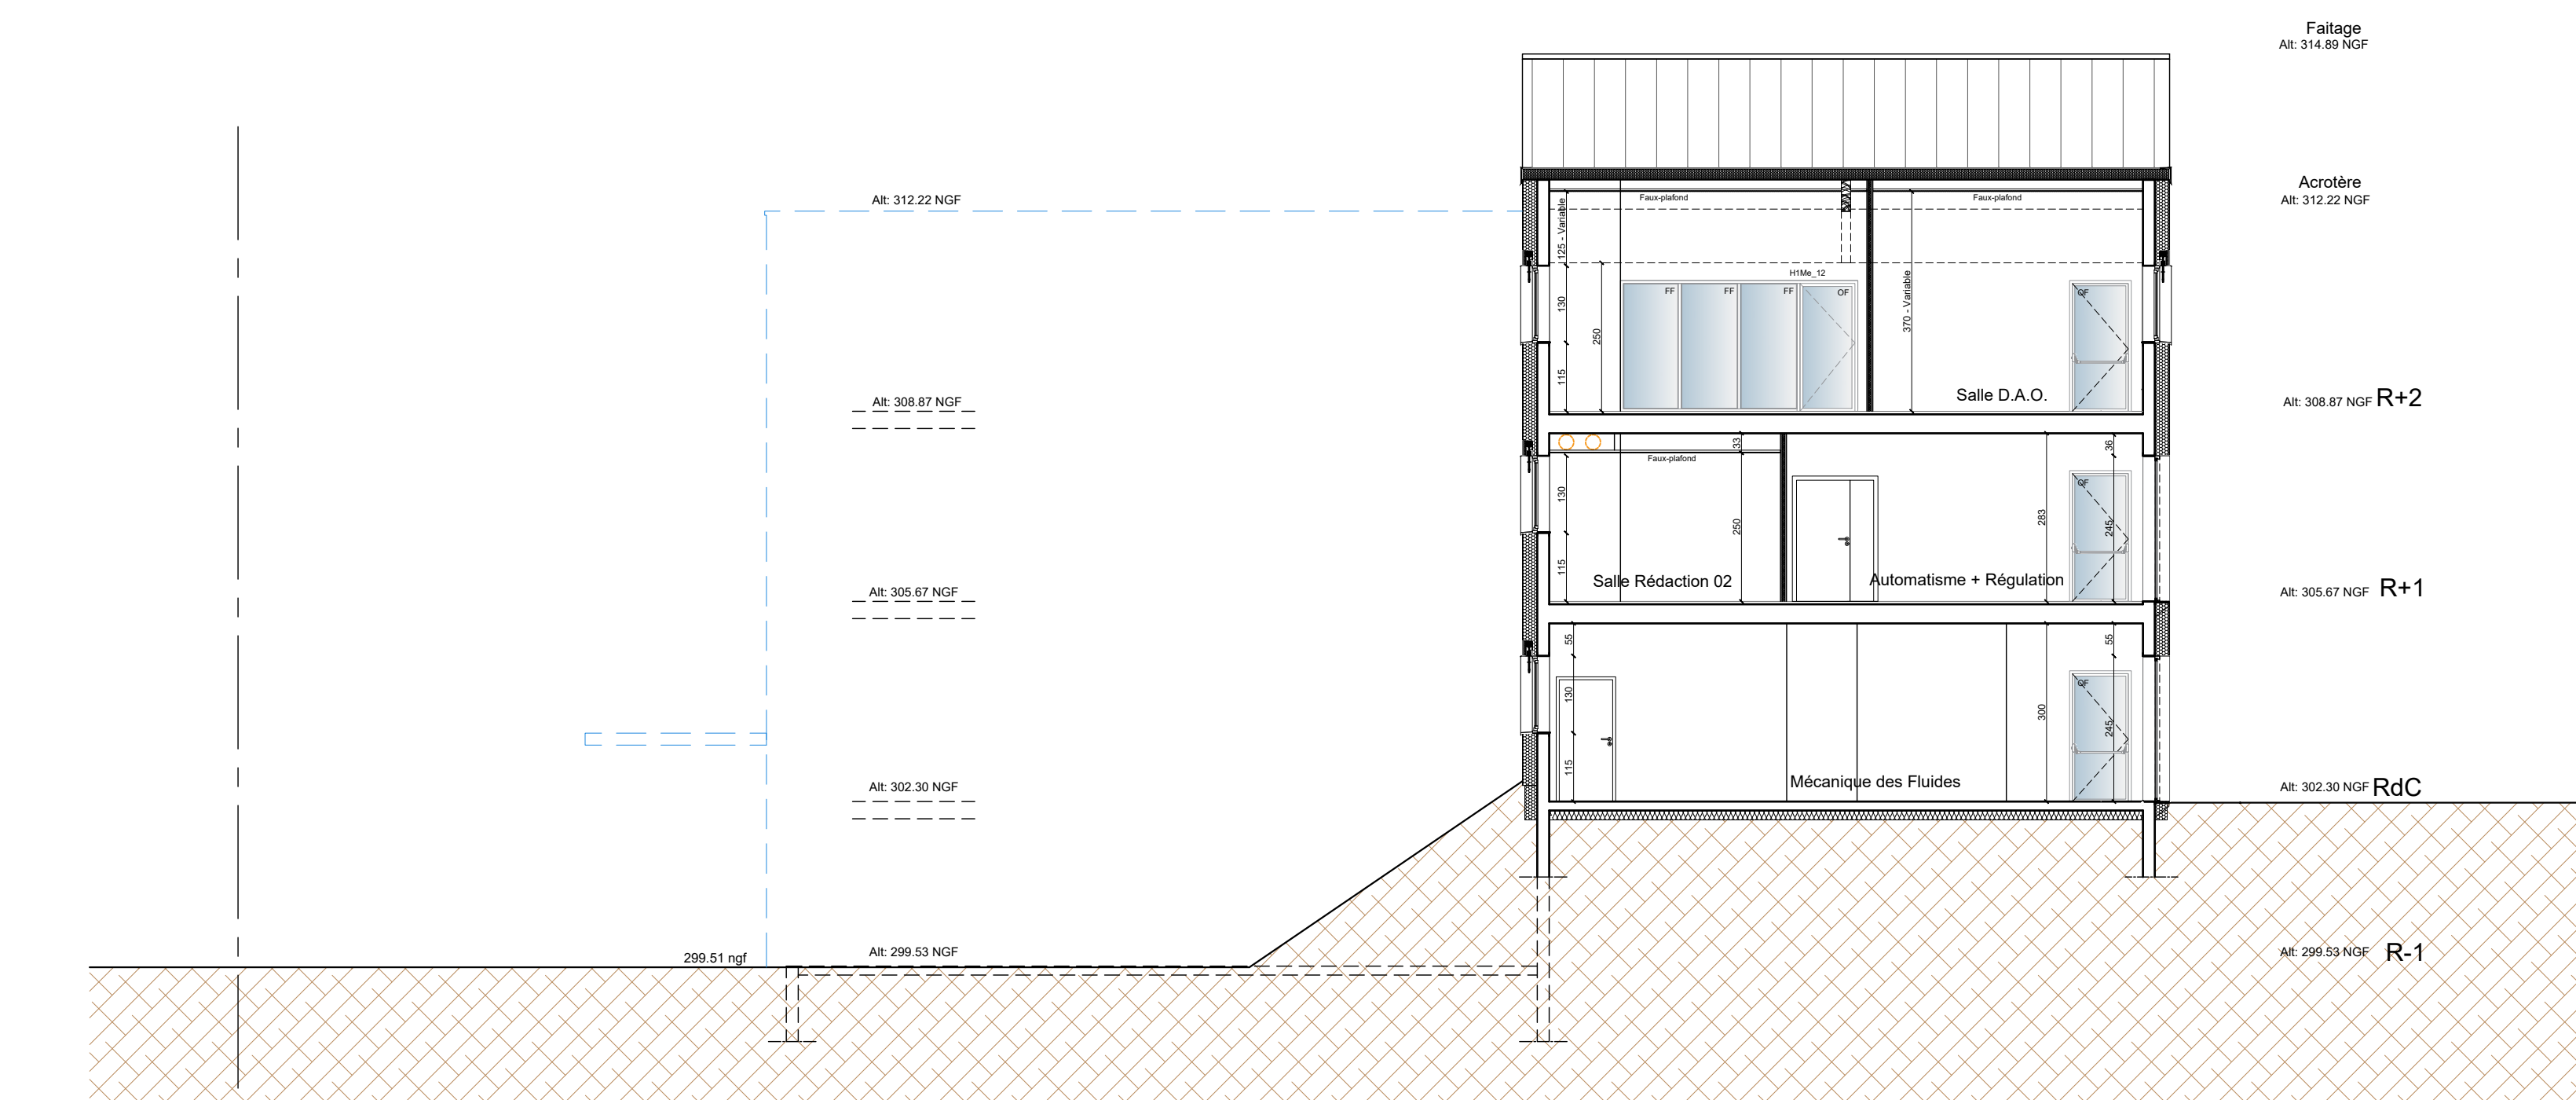 Faitage
Alt: 314.89 NGF
Acrotère
Alt: 312.22 NGF
Alt: 312.22 NGF
Faux-plafond
Faux-plafond
125 - Variable
H1Me_12
FF
FF
FF
OF
OF
130
250
370 - Variable
115
Salle D.A.O.
Alt: 308.87 NGF
Alt: 308.87 NGF R+2
33
36
Faux-plafond
OF
130
250
283
245
115
Salle Rédaction 02
Automatisme + Régulation
Alt: 305.67 NGF
Alt: 305.67 NGF R+1
55
55
OF
130
300
245
115
Mécanique des Fluides
Alt: 302.30 NGF
Alt: 302.30 NGF RdC
299.51 ngf
Alt: 299.53 NGF
Alt: 299.53 NGF R-1